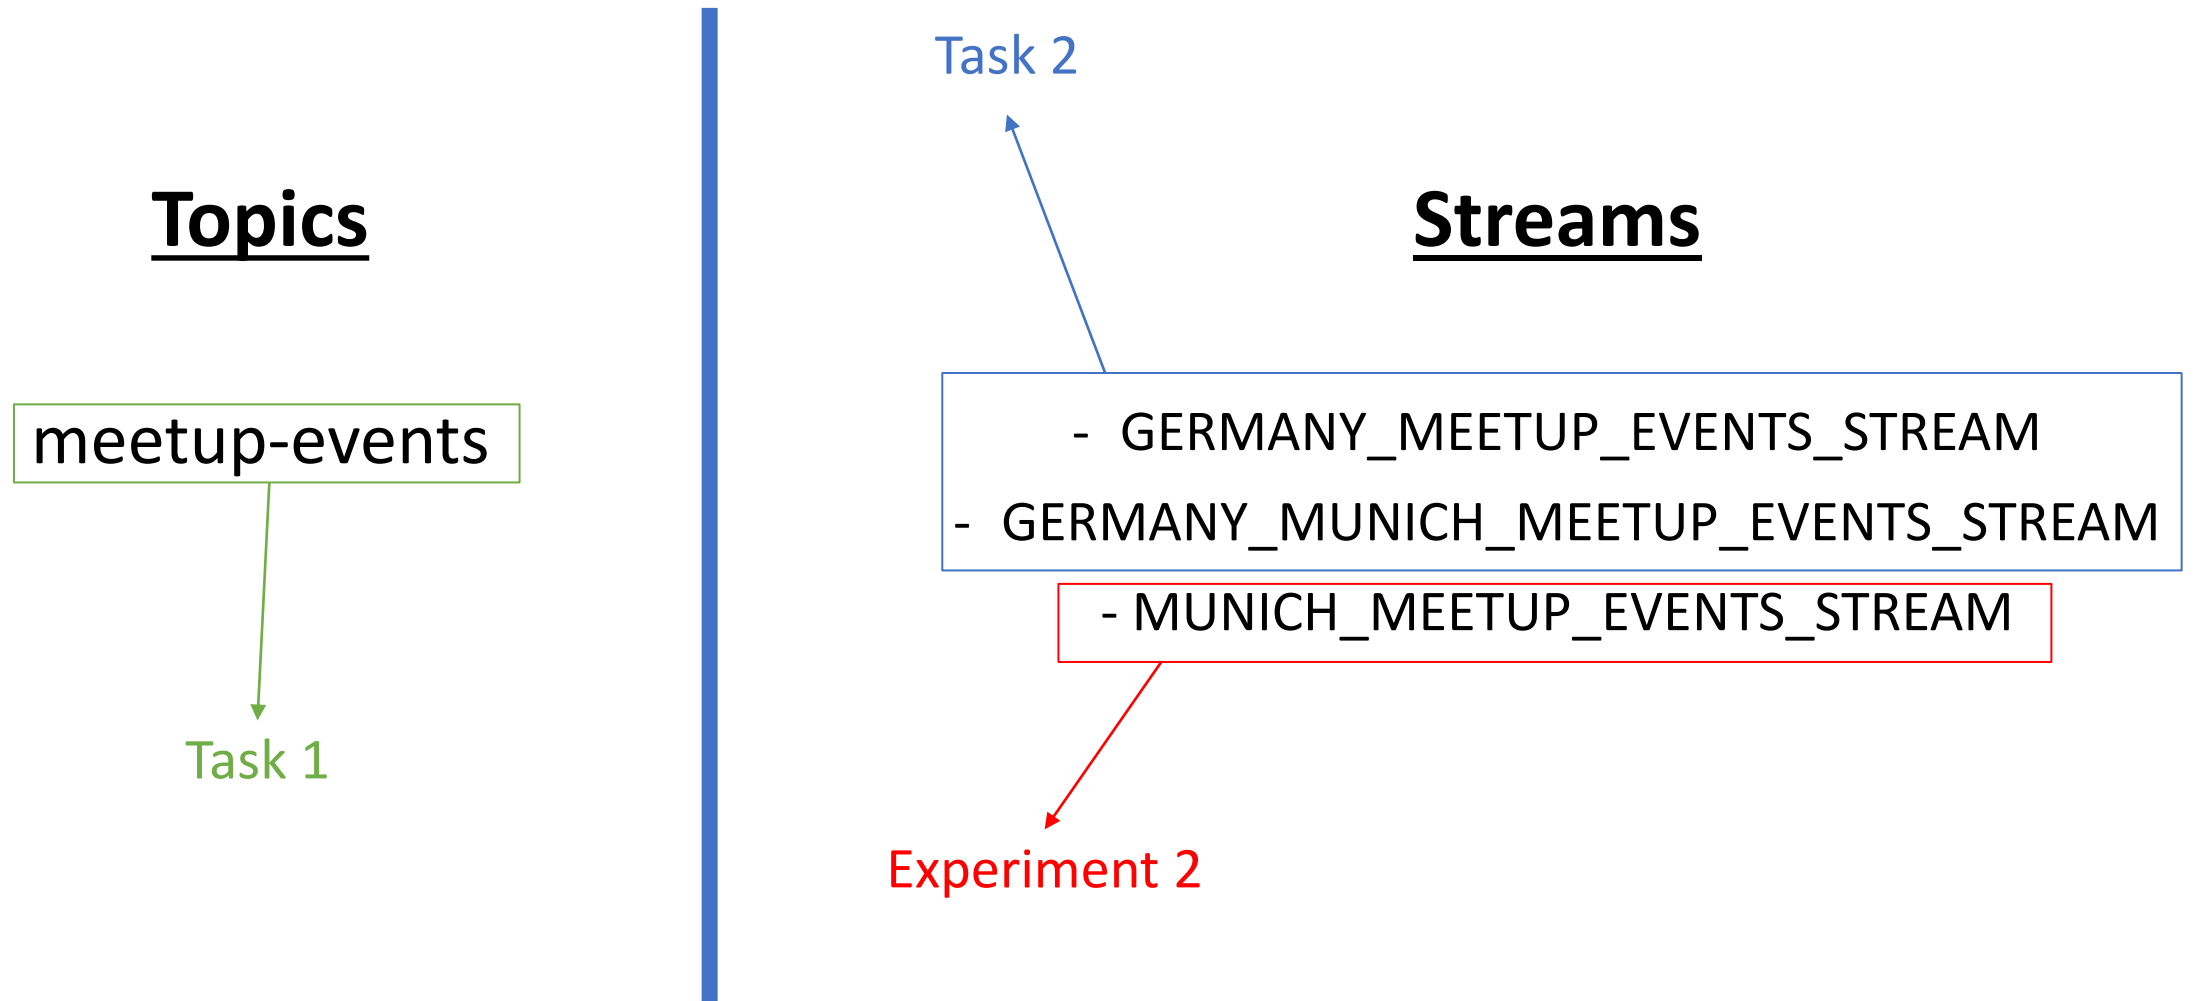 Topics
meetup-events
Task 1
Task 2
Streams
- GERMANY_MEETUP_EVENTS_STREAM
- GERMANY_MUNICH_MEETUP_EVENTS_STREAM
- MUNICH_MEETUP_EVENTS_STREAM
Experiment 2